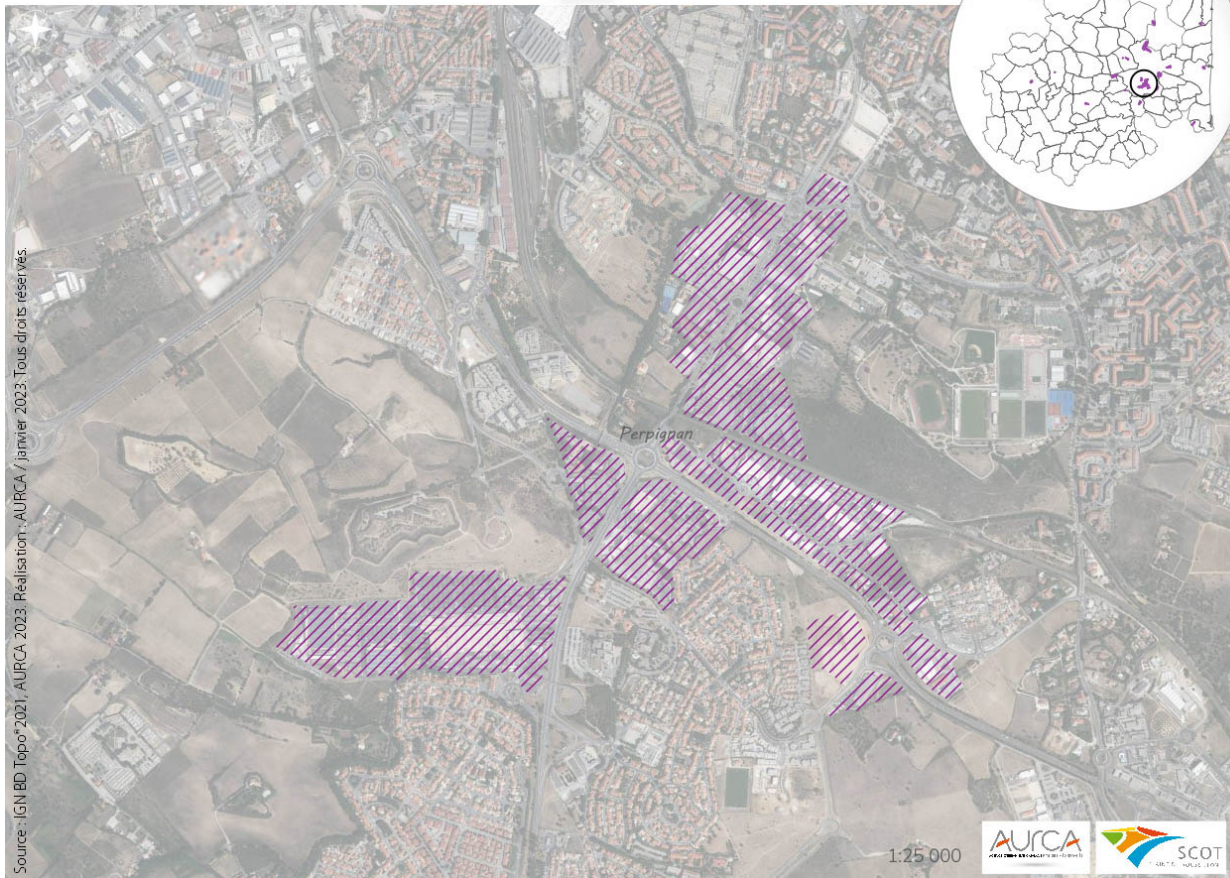 Perpignan
Source : IGN BD Topo®2021, AURCA 2023. Réalisation : AURCA / janvier 2023. Tous droits réservés.
1:25 000
AURCA
SCOT